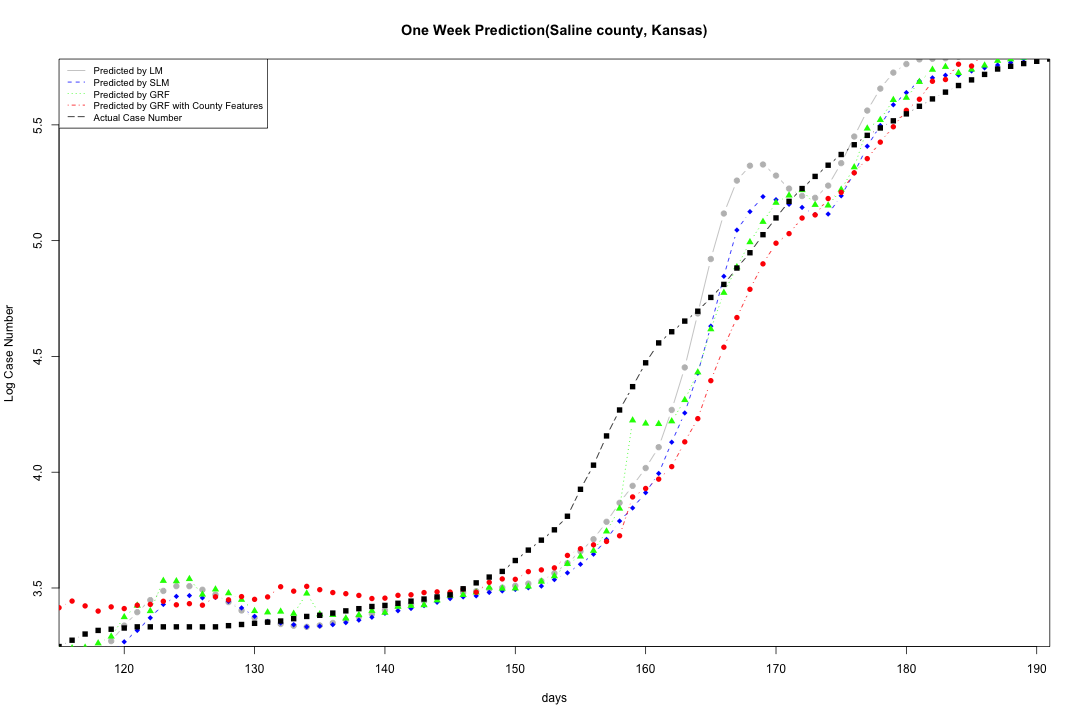 One Week Prediction(Saline county, Kansas)
Predicted by LM
Predicted by SLM
Predicted by GRF
Predicted by GRF with County Features
Actual Case Number
Log Case Number
5.5
5.0
4.5
4.0
3.5
120 130 140 150 160 170 180 190
days